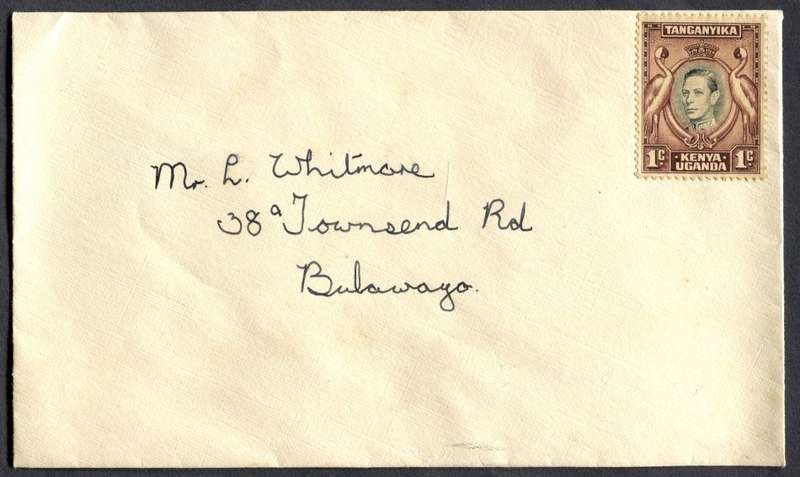 TANGANYIKA
1C KENYA UGANDA 1C
Mr. L. Whitmore
38a Townsend Rd
Bulawayo.